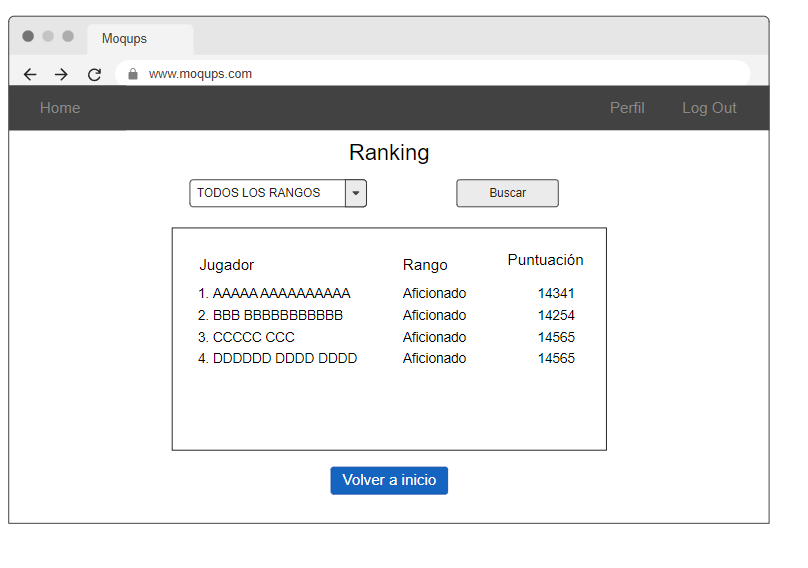 Moqups
www.moqups.com
Home Perfil Log Out
Ranking
TODOS LOS RANGOS Buscar
Jugador Rango Puntuación
1. AAAAA AAAAAAAAAA Aficionado 14341
2. BBB BBBBBBBBBBB Aficionado 14254
3. CCCCC CCC Aficionado 14565
4. DDDDDD DDDD DDDD Aficionado 14565
Volver a inicio